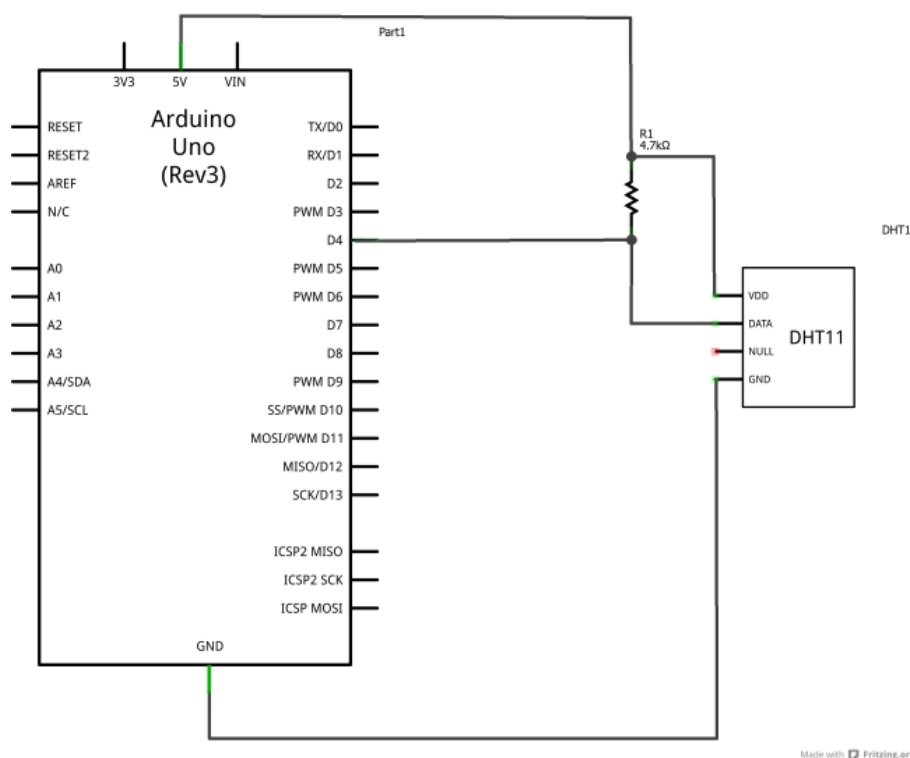 Part1
3V3 5V VIN
Arduino
Uno
(Rev3)
RESET
RESET2
AREF
N/C
A0
A1
A2
A3
A4/SDA
A5/SCL
TX/D0
RX/D1
D2
PWM D3
D4
PWM D5
PWM D6
D7
D8
PWM D9
SS/PWM D10
MOSI/PWM D11
MISO/D12
SCK/D13
ICSP2 MISO
ICSP2 SCK
ICSP MOSI
GND
R1
4.7kΩ
DHT1
VDD
DATA
NULL
GND
DHT11
Made with Fritzing.or